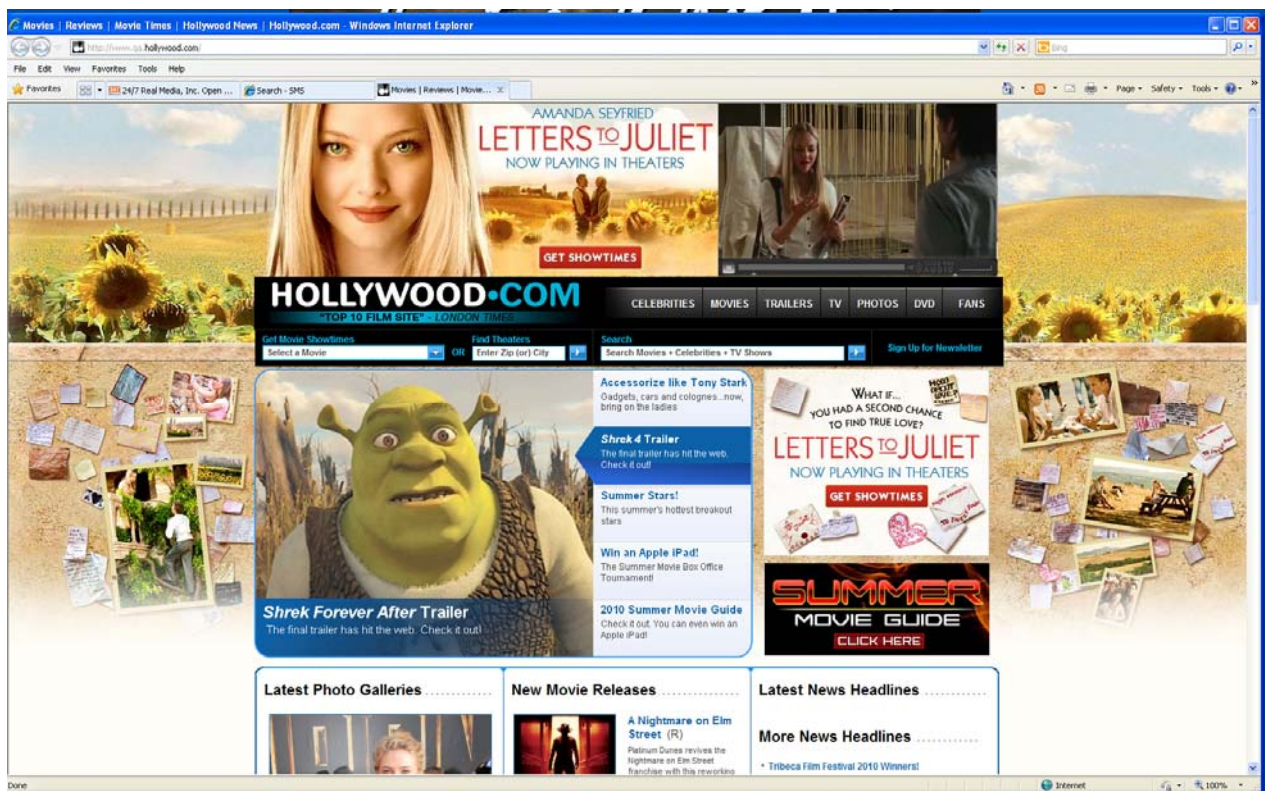 Movies | Reviews | Movie Times | Hollywood News | Hollywood.com - Windows Internet Explorer
http://www.qa.hollywood.com/
bing
File Edit View Favorites Tools Help
Favorites
24/7 Real Media, Inc. Open ...
Search - SMS
Movies | Reviews | Movie...
Page
Safety
Tools
AMANDA SEYFRIED
LETTERS TO JULIET
NOW PLAYING IN THEATERS
GET SHOWTIMES
HOLLYWOOD•COM
"TOP 10 FILM SITE" - LONDON TIMES
CELEBRITIES MOVIES TRAILERS TV PHOTOS DVD FANS
Get Movie Showtimes
Select a Movie
OR
Find Theaters
Enter Zip (or) City
Search
Search Movies + Celebrities + TV Shows
Sign Up for Newsletter
Shrek Forever After Trailer
The final trailer has hit the web. Check it out!
Accessorize like Tony Stark
Gadgets, cars and colognes...now,
bring on the ladies
Shrek 4 Trailer
The final trailer has hit the web.
Check it out!
Summer Stars!
This summer's hottest breakout
stars
Win an Apple iPad!
The Summer Movie Box Office
Tournament!
2010 Summer Movie Guide
Check it out. You can even win an
Apple iPad!
WHAT IF...
YOU HAD A SECOND CHANCE
TO FIND TRUE LOVE?
LETTERS TO JULIET
NOW PLAYING IN THEATERS
GET SHOWTIMES
SUMMER
MOVIE GUIDE
CLICK HERE
Latest Photo Galleries
New Movie Releases
A Nightmare on Elm
Street (R)
Platinum Dunes revives the
Nightmare on Elm Street
franchise with this reworking
Latest News Headlines
More News Headlines
Tribeca Film Festival 2010 Winners!
Done
Internet
100%